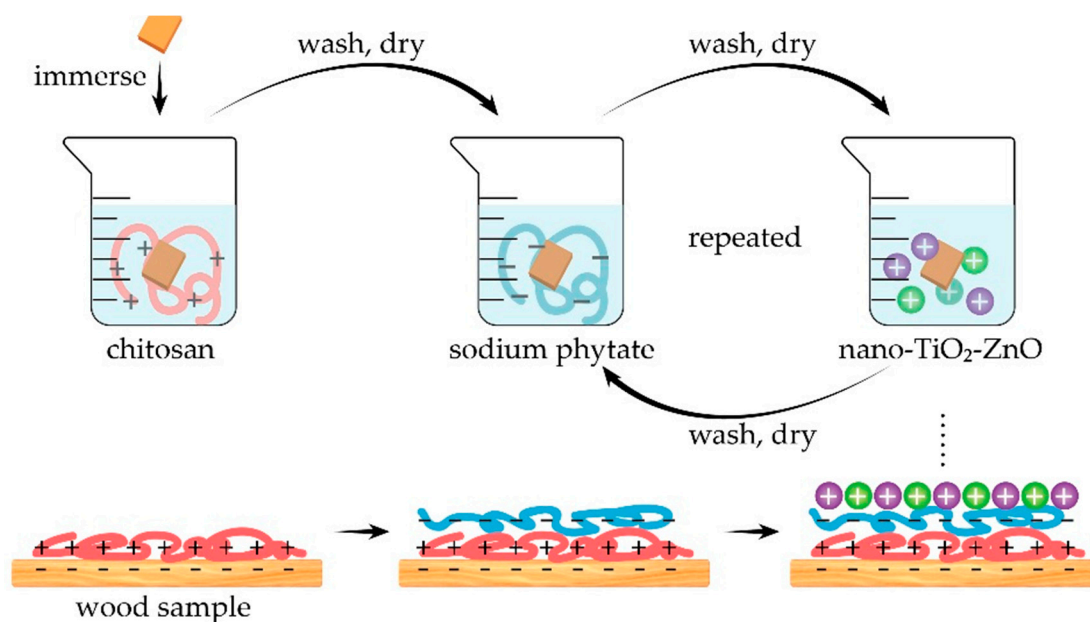 wash, dry
wash, dry
immerse
repeated
chitosan
sodium phytate
nano-TiO₂-ZnO
wash, dry
wood sample